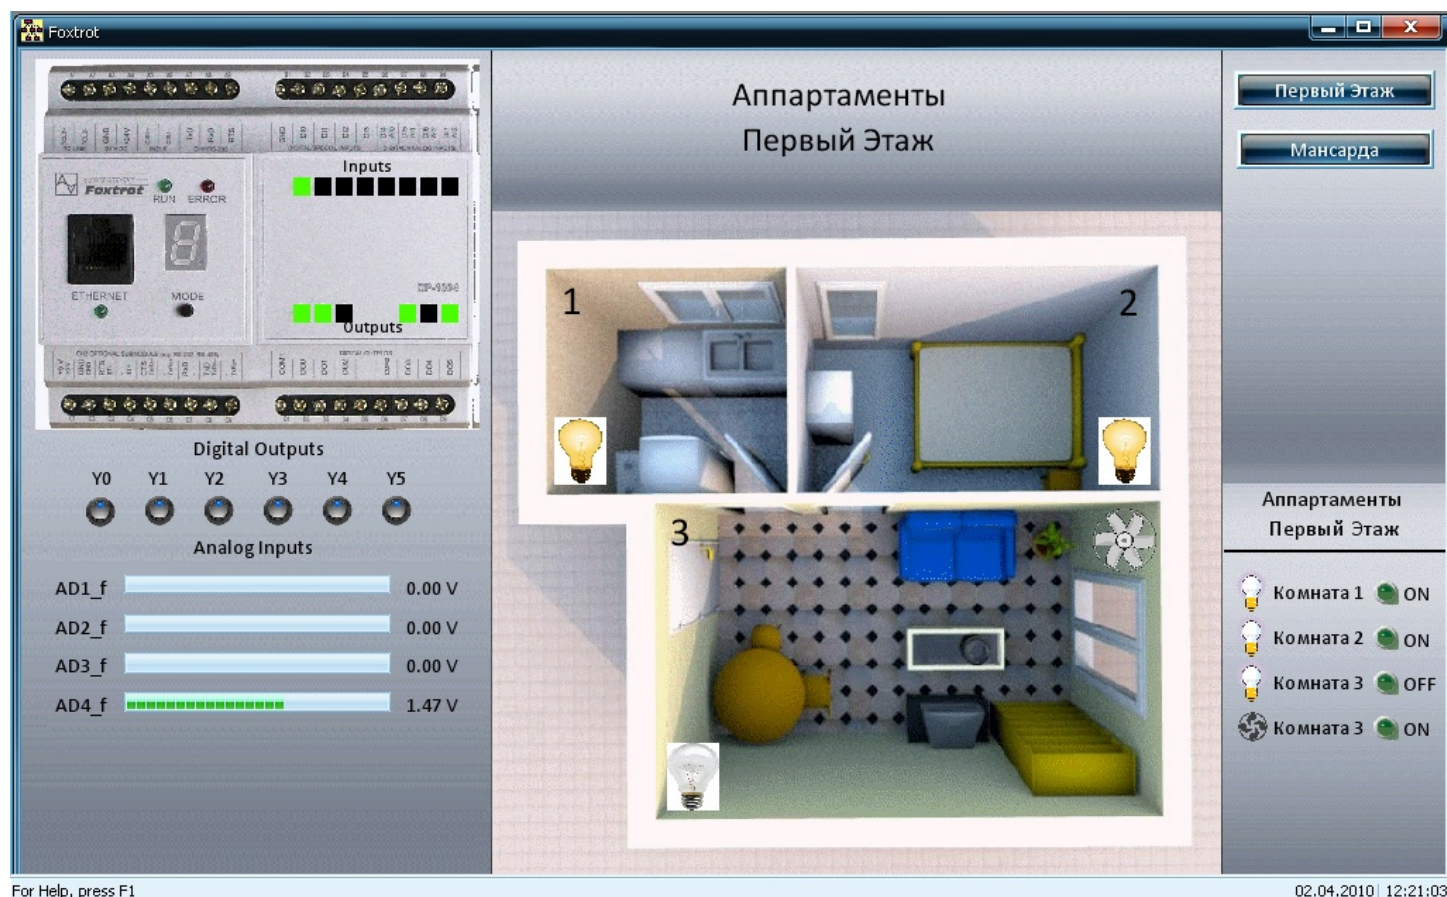 Foxtrot
Inputs
Foxtrot
RUN ERROR
ETHERNET
MODE
Outputs
Digital Outputs
Y0 Y1 Y2 Y3 Y4 Y5
Analog Inputs
AD1_f 0.00 V
AD2_f 0.00 V
AD3_f 0.00 V
AD4_f 1.47 V
Аппартаменты
Первый Этаж
1
2
3
Первый Этаж
Мансарда
Аппартаменты
Первый Этаж
Комната 1 ON
Комната 2 ON
Комната 3 OFF
Комната 3 ON
For Help, press F1
02.04.2010 12:21:03